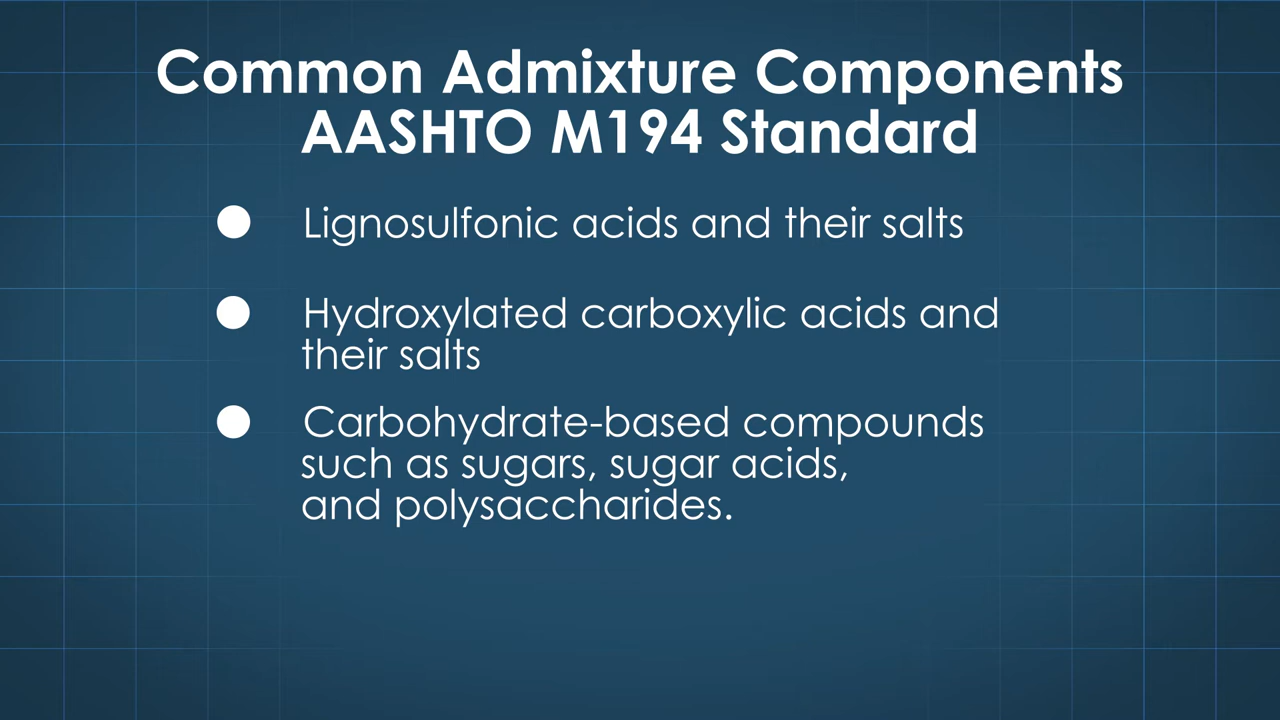 Common Admixture Components
AASHTO M194 Standard
● Lignosulfonic acids and their salts
● Hydroxylated carboxylic acids and
their salts
● Carbohydrate-based compounds
such as sugars, sugar acids,
and polysaccharides.